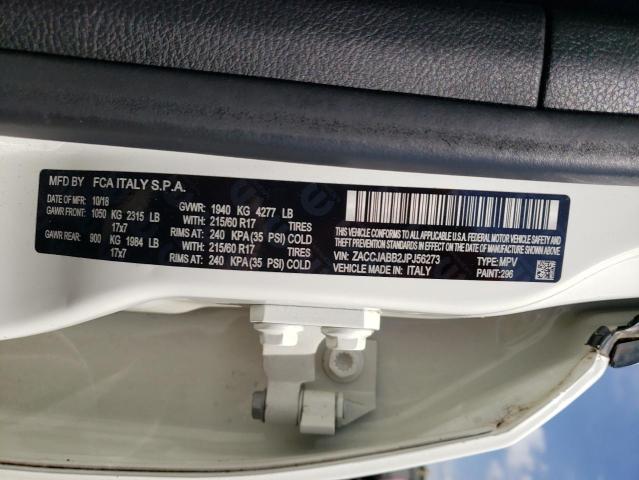 MFD BY FCA ITALY S.P.A.
DATE OF MFR: 10/18 GVWR: 1940 KG 4277 LB
GAWR FRONT: 1050 KG 2315 LB WITH 215/60 R17 TIRES
17x7 RIMS AT: 240 KPA (35 PSI) COLD
GAWR REAR: 900 KG 1984 LB WITH 215/60 R17 TIRES
17x7 RIMS AT: 240 KPA (35 PSI) COLD
THIS VEHICLE CONFORMS TO ALL APPLICABLE U.S.A. FEDERAL MOTOR VEHICLE
SAFETY, BUMPER, AND THEFT PREVENTION STANDARDS IN EFFECT ON THE DATE OF MANUFACTURE SHOWN ABOVE
VIN: ZACCJABB2JPJ56273 TYPE: MPV
VEHICLE MADE IN: ITALY PAINT: 296